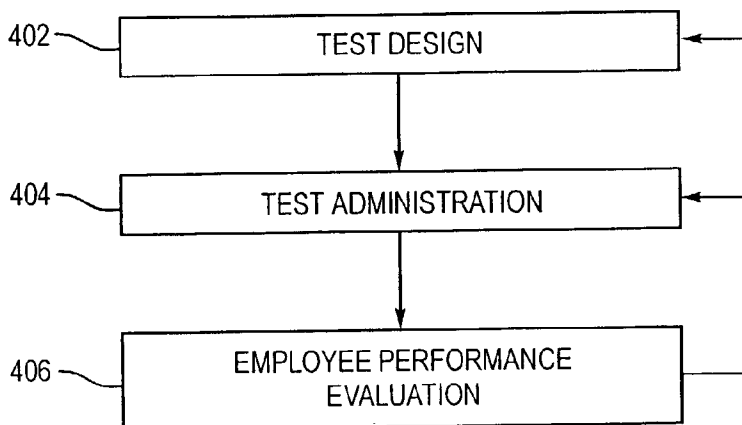 402
TEST DESIGN
404
TEST ADMINISTRATION
406
EMPLOYEE PERFORMANCE
EVALUATION